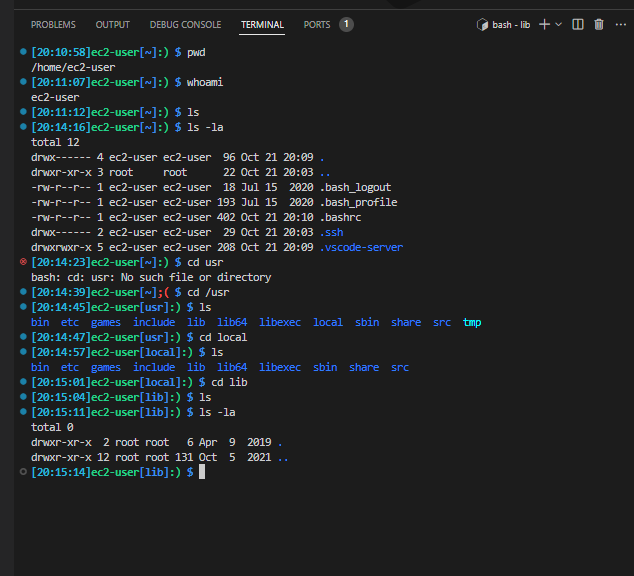 PROBLEMS OUTPUT DEBUG CONSOLE TERMINAL PORTS 1 bash - lib
[20:10:58]ec2-user[~]:) $ pwd
/home/ec2-user
[20:11:07]ec2-user[~]:) $ whoami
ec2-user
[20:11:12]ec2-user[~]:) $ ls
[20:14:16]ec2-user[~]:) $ ls -la
total 12
drwx------ 4 ec2-user ec2-user  96 Oct 21 20:09 .
drwxr-xr-x 3 root     root      22 Oct 21 20:03 ..
-rw-r--r-- 1 ec2-user ec2-user  18 Jul 15  2020 .bash_logout
-rw-r--r-- 1 ec2-user ec2-user 193 Jul 15  2020 .bash_profile
-rw-r--r-- 1 ec2-user ec2-user 402 Oct 21 20:10 .bashrc
drwx------ 2 ec2-user ec2-user  29 Oct 21 20:03 .ssh
drwxrwxr-x 5 ec2-user ec2-user 208 Oct 21 20:09 .vscode-server
[20:14:23]ec2-user[~]:) $ cd usr
bash: cd: usr: No such file or directory
[20:14:39]ec2-user[~];( $ cd /usr
[20:14:45]ec2-user[usr]:) $ ls
bin  etc  games  include  lib  lib64  libexec  local  sbin  share  src  tmp
[20:14:47]ec2-user[usr]:) $ cd local
[20:14:57]ec2-user[local]:) $ ls
bin  etc  games  include  lib  lib64  libexec  sbin  share  src
[20:15:01]ec2-user[local]:) $ cd lib
[20:15:04]ec2-user[lib]:) $ ls
[20:15:11]ec2-user[lib]:) $ ls -la
total 0
drwxr-xr-x  2 root root   6 Apr  9  2019 .
drwxr-xr-x 12 root root 131 Oct  5  2021 ..
[20:15:14]ec2-user[lib]:) $